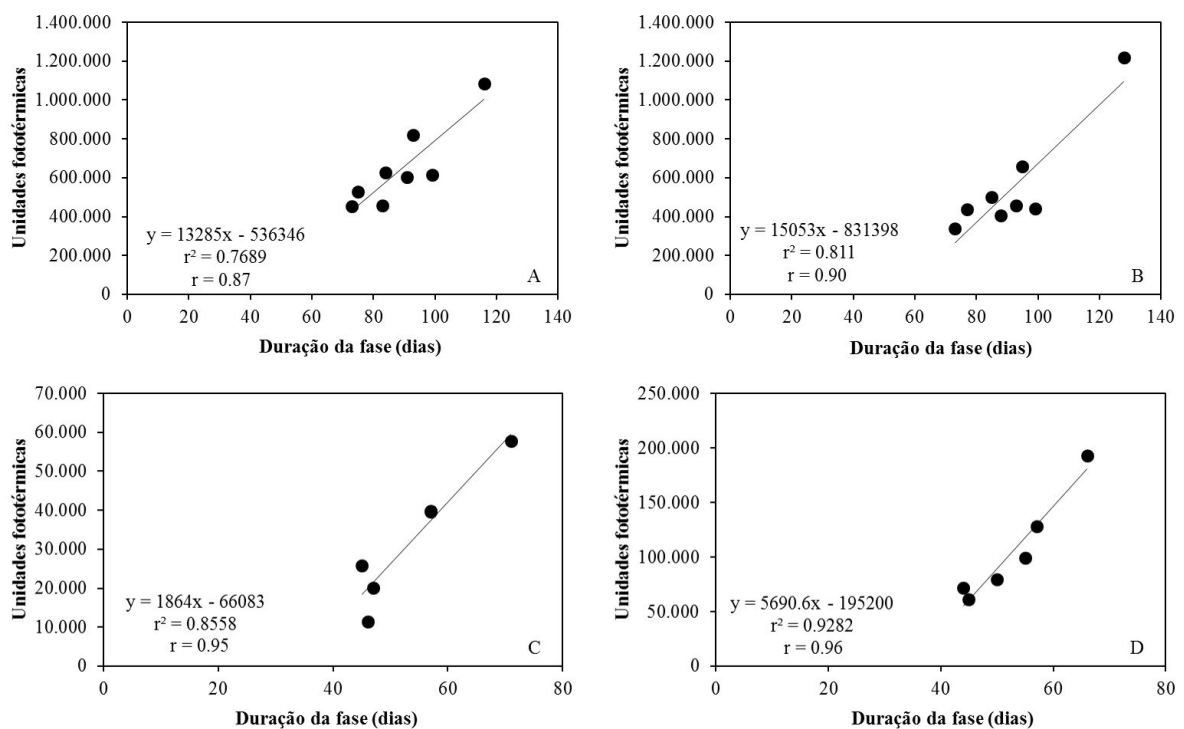 Unidades fototérmicas
1.400.000
1.200.000
1.000.000
800.000
600.000
400.000
200.000
0
y = 13285x - 536346
r² = 0.7689
r = 0.87
A
0 20 40 60 80 100 120 140
Duração da fase (dias)
Unidades fototérmicas
1.400.000
1.200.000
1.000.000
800.000
600.000
400.000
200.000
0
y = 15053x - 831398
r² = 0.811
r = 0.90
B
0 20 40 60 80 100 120 140
Duração da fase (dias)
Unidades fototérmicas
70.000
60.000
50.000
40.000
30.000
20.000
10.000
0
y = 1864x - 66083
r² = 0.8558
r = 0.95
C
0 20 40 60 80
Duração da fase (dias)
Unidades fototérmicas
250.000
200.000
150.000
100.000
50.000
0
y = 5690.6x - 195200
r² = 0.9282
r = 0.96
D
0 20 40 60 80
Duração da fase (dias)